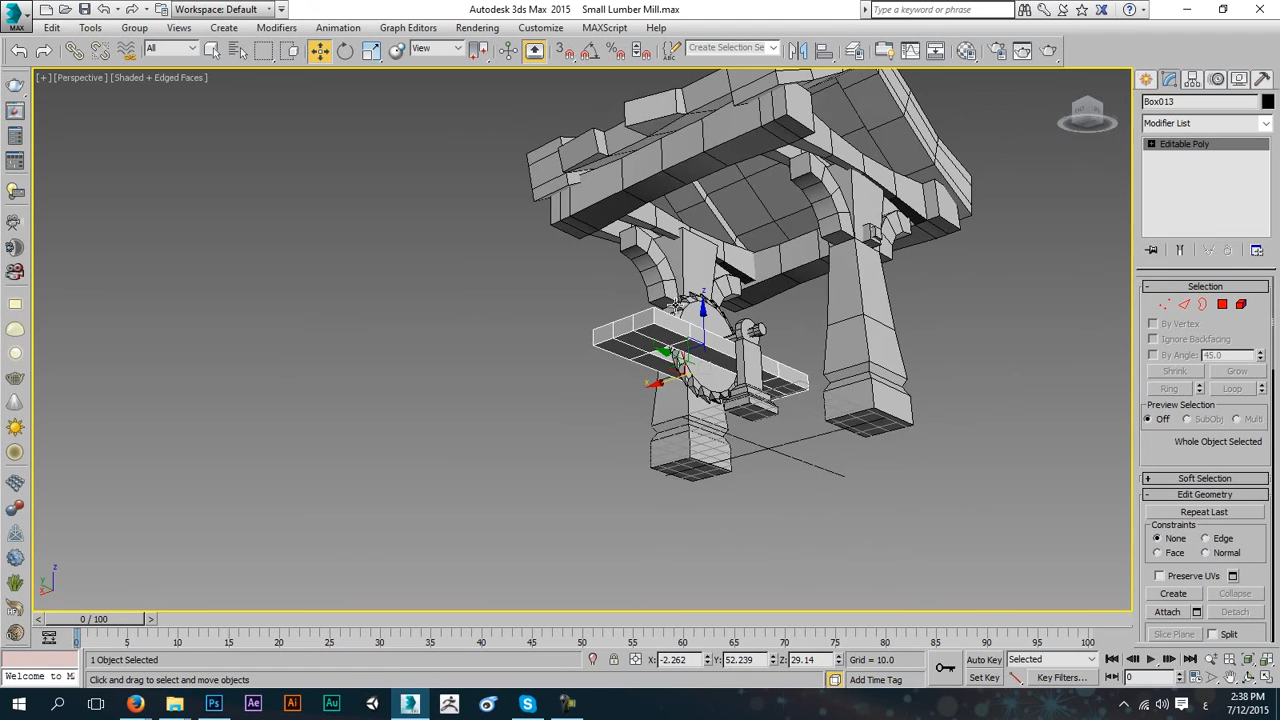 MAX
Workspace: Default
Autodesk 3ds Max 2015 Small Lumber Mill.max
Type a keyword or phrase
Edit Tools Group Views Create Modifiers Animation Graph Editors Rendering Customize MAXScript Help
All View Create Selection Se
[+] [Perspective] [Shaded + Edged Faces]
Box013
Modifier List
Editable Poly
Selection
By Vertex
Ignore Backfacing
By Angle: 45.0
Shrink Grow
Ring Loop
Preview Selection
Off SubObj Multi
Whole Object Selected
Soft Selection
Edit Geometry
Repeat Last
Constraints
None Edge
Face Normal
Preserve UVs
Create Collapse
Attach Detach
Slice Plane Split
z
x
z
y
x
0 / 100
0 5 10 15 20 25 30 35 40 45 50 55 60 65 70 75 80 85 90 95 100
1 Object Selected X: -2.262 Y: 52.239 Z: 29.14 Grid = 10.0 Auto Key Selected
Welcome to M Click and drag to select and move objects Add Time Tag Set Key Key Filters... 0
2:38 PM
7/12/2015